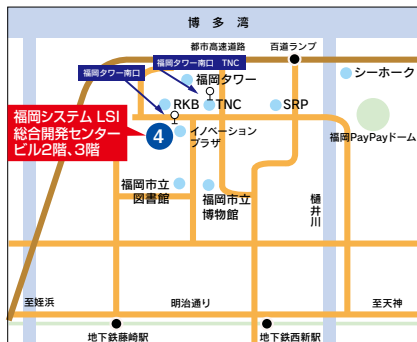 博多湾
都市高速道路
百道ランプ
福岡タワー南口 TNC
福岡タワー南口
福岡タワー
シーホーク
RKB
TNC
SRP
福岡システム LSI
総合開発センター
ビル2階、3階
4
イノベーション
プラザ
福岡PayPayドーム
福岡市立
図書館
福岡市立
博物館
樋井川
至姪浜
明治通り
至天神
地下鉄藤崎駅
地下鉄西新駅